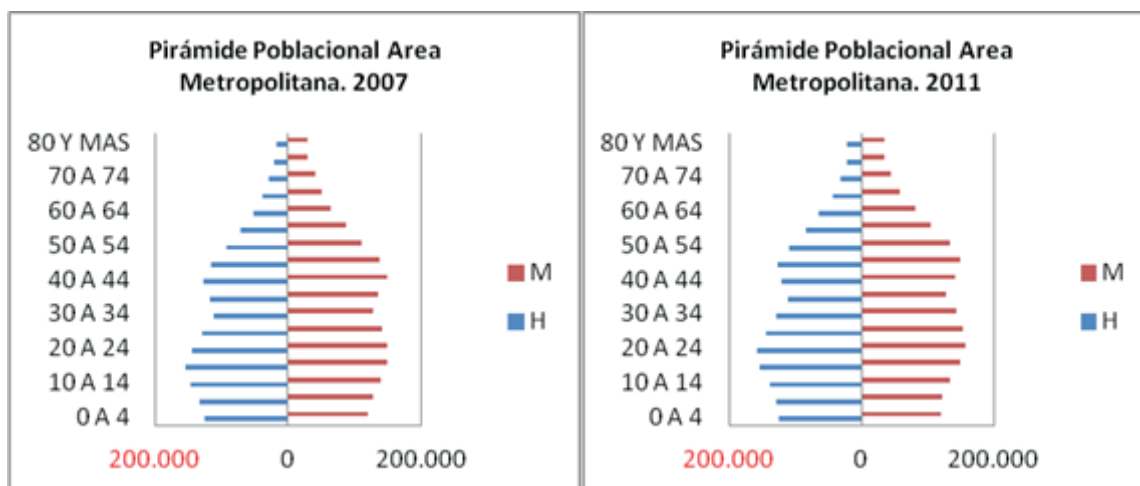 Pirámide Poblacional Area
Metropolitana. 2007
80 Y MAS
70 A 74
60 A 64
50 A 54
40 A 44
30 A 34
20 A 24
10 A 14
0 A 4
M
H
200.000
0
200.000
Pirámide Poblacional Area
Metropolitana. 2011
80 Y MAS
70 A 74
60 A 64
50 A 54
40 A 44
30 A 34
20 A 24
10 A 14
0 A 4
M
H
200.000
0
200.000